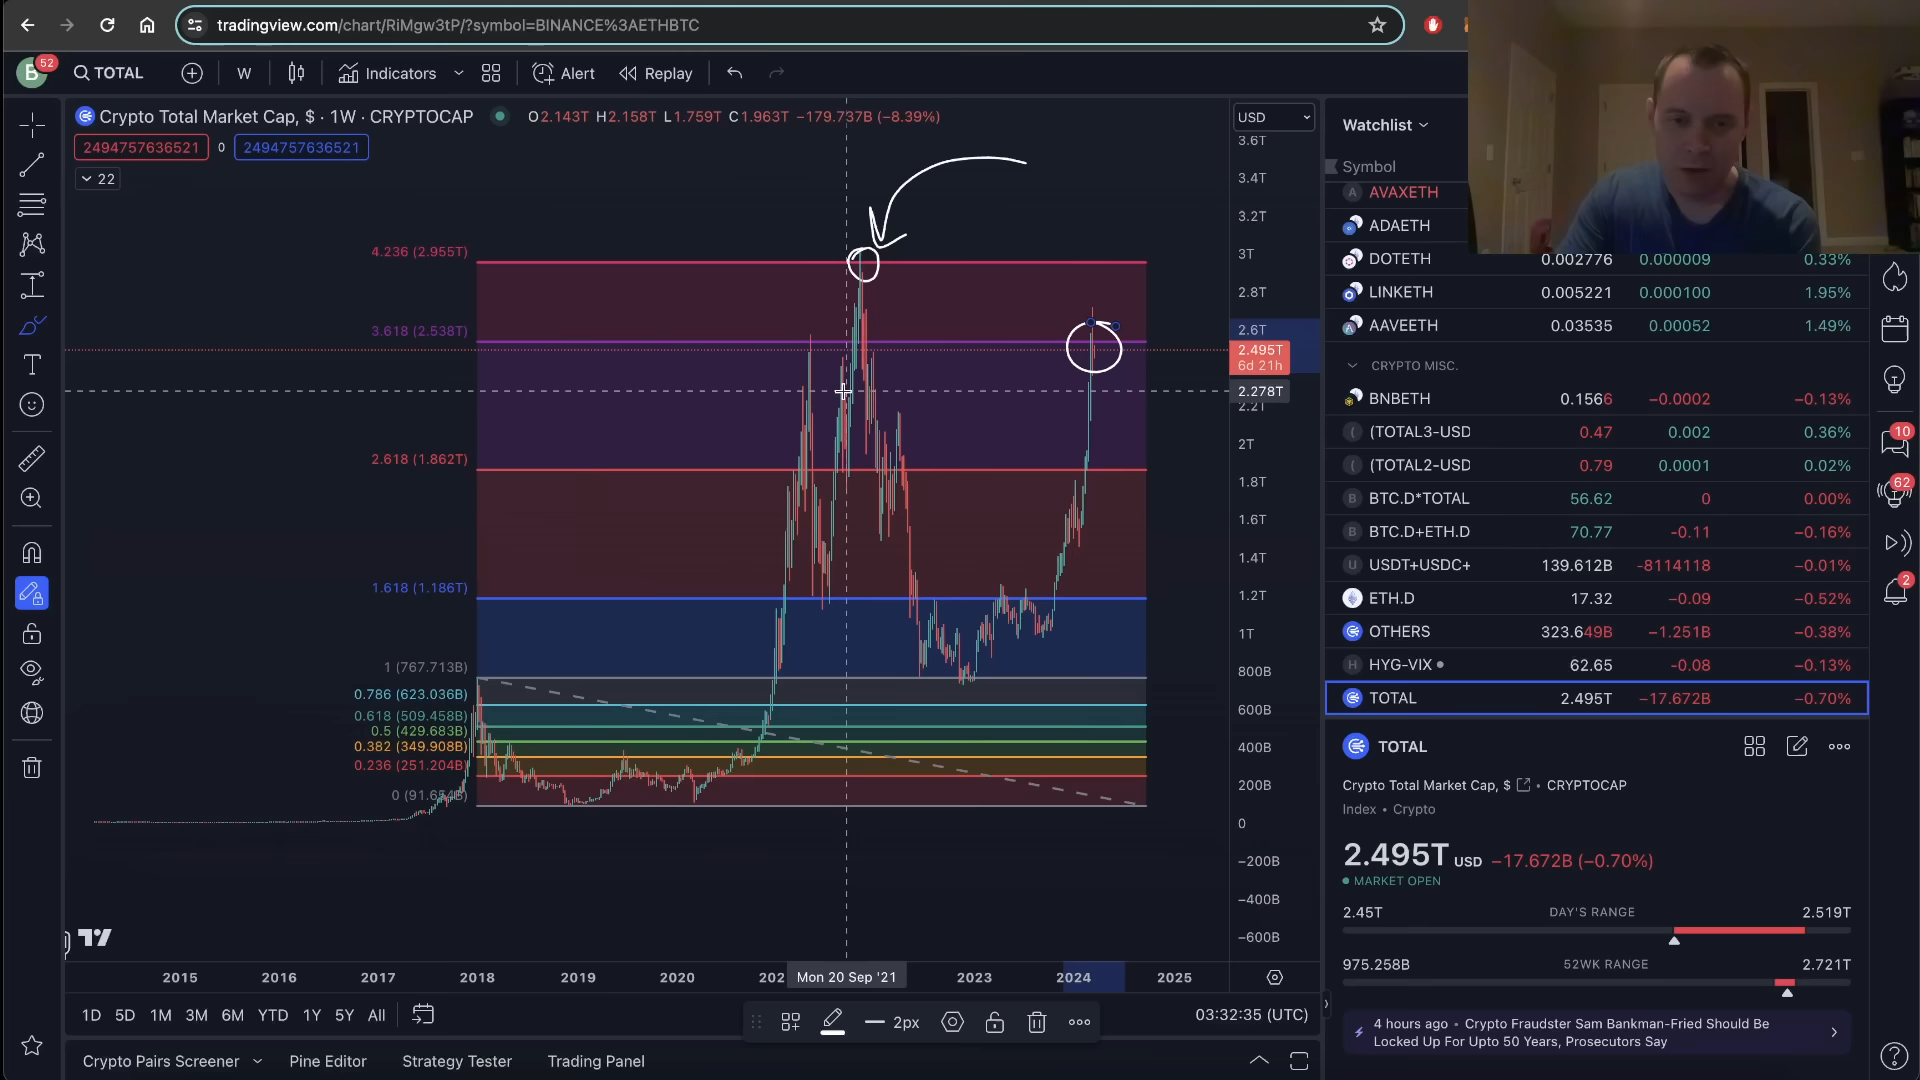 tradingview.com/chart/RiMgw3tP/?symbol=BINANCE%3AETHBTC
B 52 TOTAL W Indicators Alert Replay
Crypto Total Market Cap, $ · 1W · CRYPTOCAP O2.143T H2.158T L1.759T C1.963T −179.737B (−8.39%)
2494757636521 0 2494757636521
22
4.236 (2.955T)
3.618 (2.538T)
2.618 (1.862T)
1.618 (1.186T)
1 (767.713B)
0.786 (623.036B)
0.618 (509.458B)
0.5 (429.683B)
0.382 (349.908B)
0.236 (251.204B)
0 (91.654B)
USD
3.6T
3.4T
3.2T
3T
2.8T
2.6T
2.495T
6d 21h
2.278T
2.2T
2T
1.8T
1.6T
1.4T
1.2T
1T
800B
600B
400B
200B
0
−200B
−400B
−600B
2015 2016 2017 2018 2019 2020 202 Mon 20 Sep '21 2023 2024 2025
1D 5D 1M 3M 6M YTD 1Y 5Y All
2px
03:32:35 (UTC)
Crypto Pairs Screener Pine Editor Strategy Tester Trading Panel
Watchlist
Symbol
A AVAXETH
ADAETH
DOTETH 0.002776 0.000009 0.33%
LINKETH 0.005221 0.000100 1.95%
AAVEETH 0.03535 0.00052 1.49%
CRYPTO MISC.
BNBETH 0.1566 −0.0002 −0.13%
( (TOTAL3-USD 0.47 0.002 0.36%
( (TOTAL2-USD 0.79 0.0001 0.02%
B BTC.D*TOTAL 56.62 0 0.00%
B BTC.D+ETH.D 70.77 -0.11 −0.16%
U USDT+USDC+ 139.612B -8114118 −0.01%
ETH.D 17.32 −0.09 −0.52%
OTHERS 323.649B −1.251B −0.38%
H HYG-VIX 62.65 −0.08 −0.13%
TOTAL 2.495T −17.672B −0.70%
TOTAL
Crypto Total Market Cap, $ • CRYPTOCAP
Index • Crypto
2.495T USD −17.672B (−0.70%)
MARKET OPEN
2.45T DAY'S RANGE 2.519T
975.258B 52WK RANGE 2.721T
4 hours ago • Crypto Fraudster Sam Bankman-Fried Should Be
Locked Up For Upto 50 Years, Prosecutors Say
10
62
2